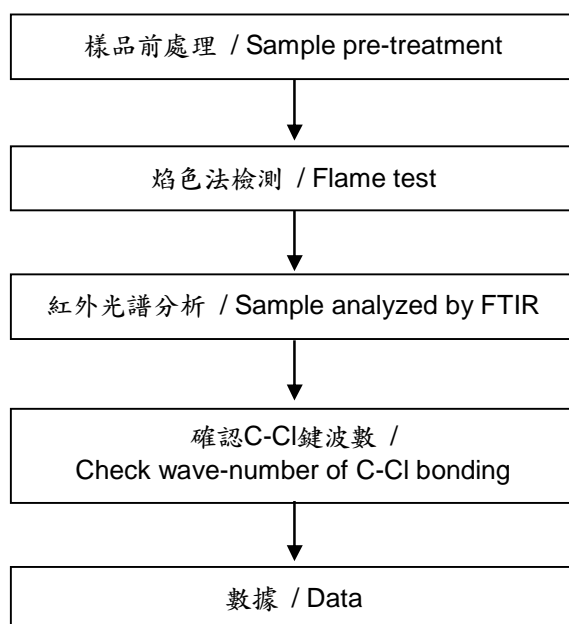 樣品前處理 / Sample pre-treatment
焰色法檢測 / Flame test
紅外光譜分析 / Sample analyzed by FTIR
確認C-Cl鍵波數 /
Check wave-number of C-Cl bonding
數據 / Data